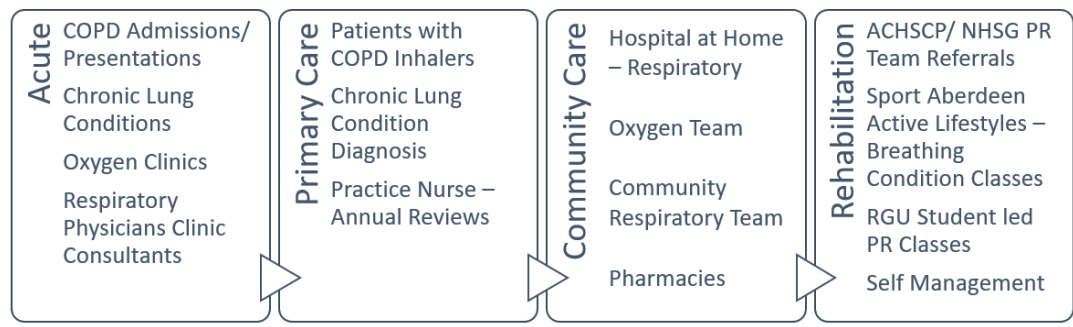 Acute
COPD Admissions/
Presentations
Chronic Lung
Conditions
Oxygen Clinics
Respiratory
Physicians Clinic
Consultants
Primary Care
Patients with
COPD Inhalers
Chronic Lung
Condition
Diagnosis
Practice Nurse –
Annual Reviews
Community Care
Hospital at Home
– Respiratory
Oxygen Team
Community
Respiratory Team
Pharmacies
Rehabilitation
ACHSCP/ NHSG PR
Team Referrals
Sport Aberdeen
Active Lifestyles –
Breathing
Condition Classes
RGU Student led
PR Classes
Self Management